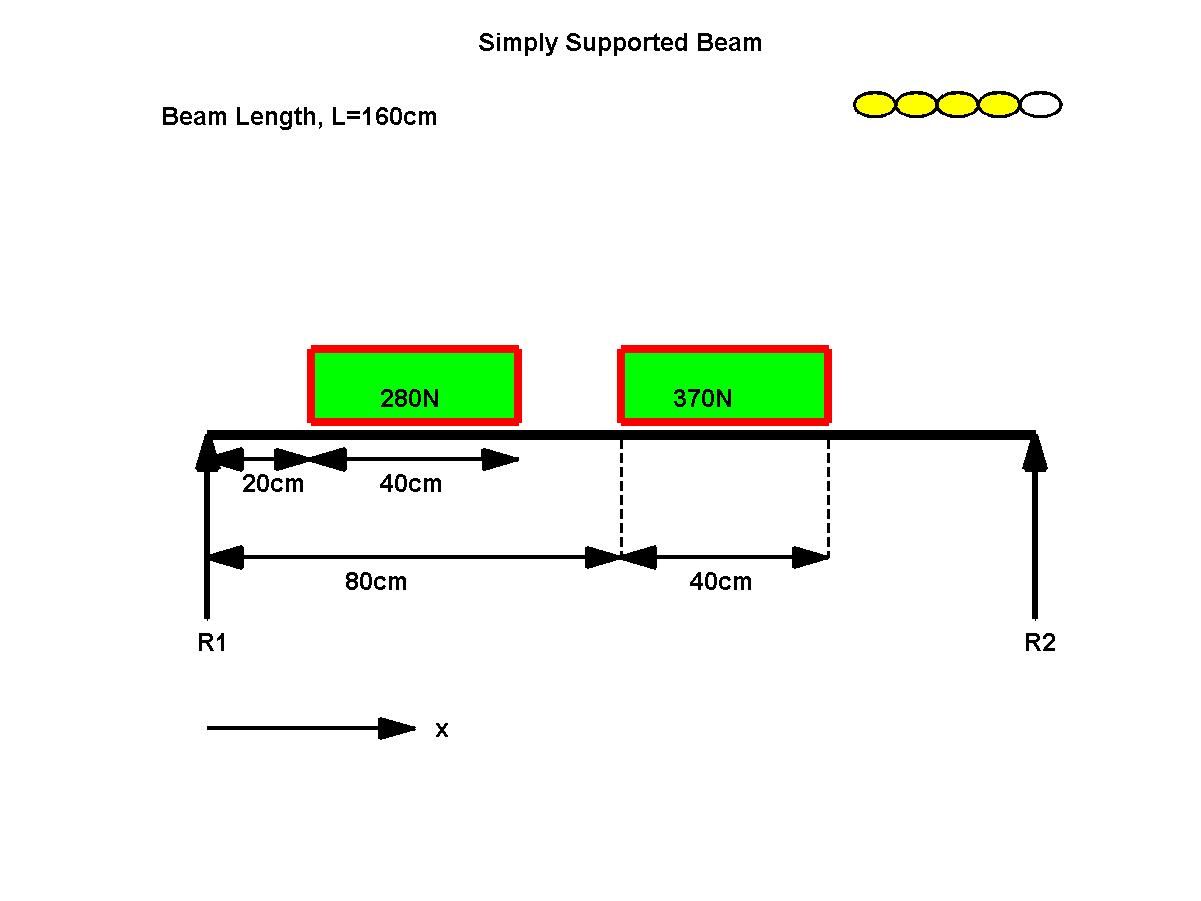 Simply Supported Beam
Beam Length, L=160cm
280N
370N
20cm
40cm
80cm
40cm
R1
R2
x